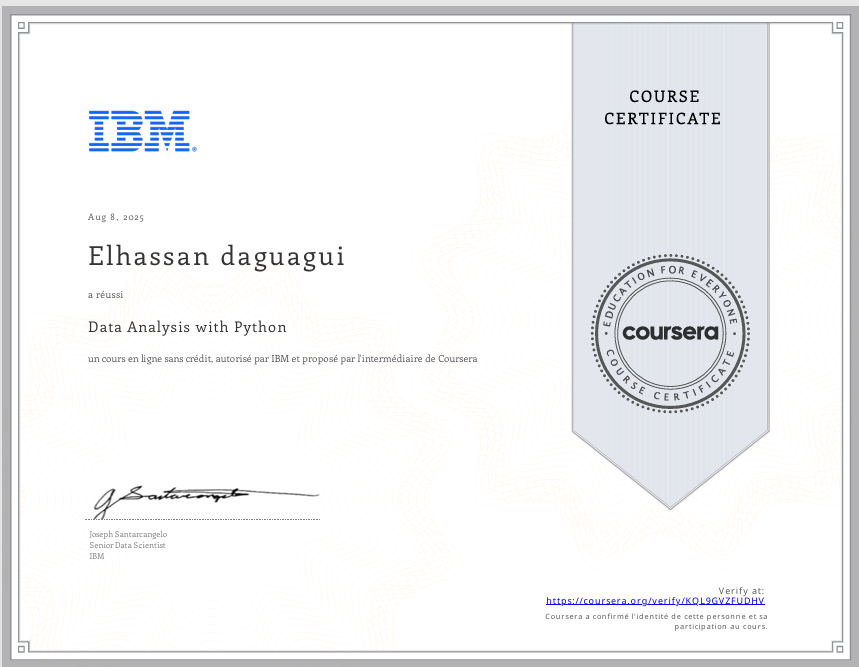 COURSE
CERTIFICATE
IBM®
Aug 8, 2025
Elhassan daguagui
a réussi
Data Analysis with Python
un cours en ligne sans crédit, autorisé par IBM et proposé par l'intermédiaire de Coursera
EDUCATION FOR EVERYONE
coursera
COURSE CERTIFICATE
J Santarcangelo
Joseph Santarcangelo
Senior Data Scientist
IBM
Verify at:
https://coursera.org/verify/KQL9GVZFUDHV
Coursera a confirmé l'identité de cette personne et sa
participation au cours.